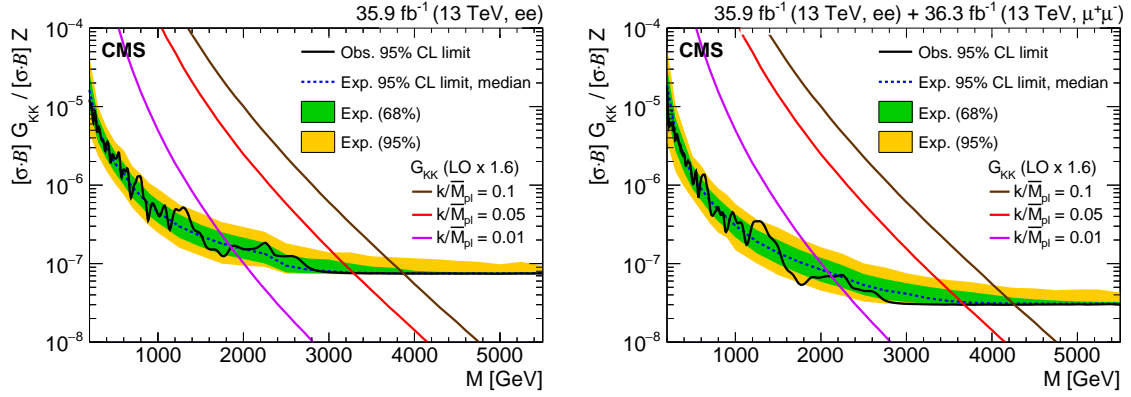 35.9 fb⁻¹ (13 TeV, ee)
CMS
[σ·B] G_KK / [σ·B] Z
10⁻⁴
10⁻⁵
10⁻⁶
10⁻⁷
10⁻⁸
Obs. 95% CL limit
Exp. 95% CL limit, median
Exp. (68%)
Exp. (95%)
G_KK (LO x 1.6)
k/M̅_pl = 0.1
k/M̅_pl = 0.05
k/M̅_pl = 0.01
1000 2000 3000 4000 5000
M [GeV]
35.9 fb⁻¹ (13 TeV, ee) + 36.3 fb⁻¹ (13 TeV, μ⁺μ⁻)
CMS
[σ·B] G_KK / [σ·B] Z
10⁻⁴
10⁻⁵
10⁻⁶
10⁻⁷
10⁻⁸
Obs. 95% CL limit
Exp. 95% CL limit, median
Exp. (68%)
Exp. (95%)
G_KK (LO x 1.6)
k/M̅_pl = 0.1
k/M̅_pl = 0.05
k/M̅_pl = 0.01
1000 2000 3000 4000 5000
M [GeV]